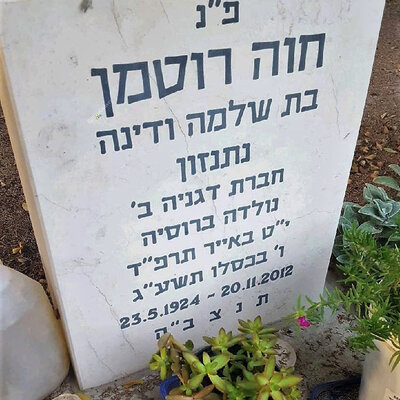 פ"נ
חוה רוטמן
בת שלמה ודינה
נתנזון
חברת דגניה ב'
נולדה ברוסיה
י"ט באייר תרפ"ד
ו' בכסלו תשע"ג
23.5.1924 ~ 20.11.2012
ת נ צ ב "ה